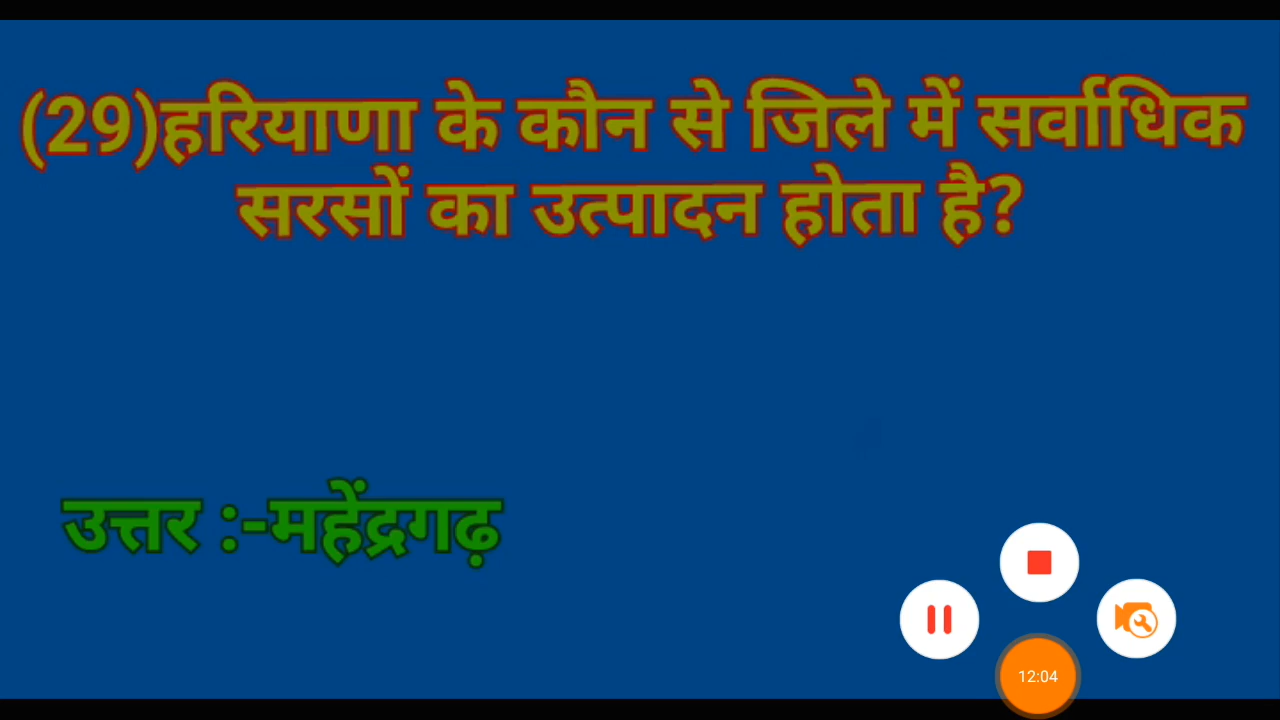 (29)हरियाणा के कौन से जिले में सर्वाधिक
सरसों का उत्पादन होता है?
उत्तर :-महेंद्रगढ़
12:04